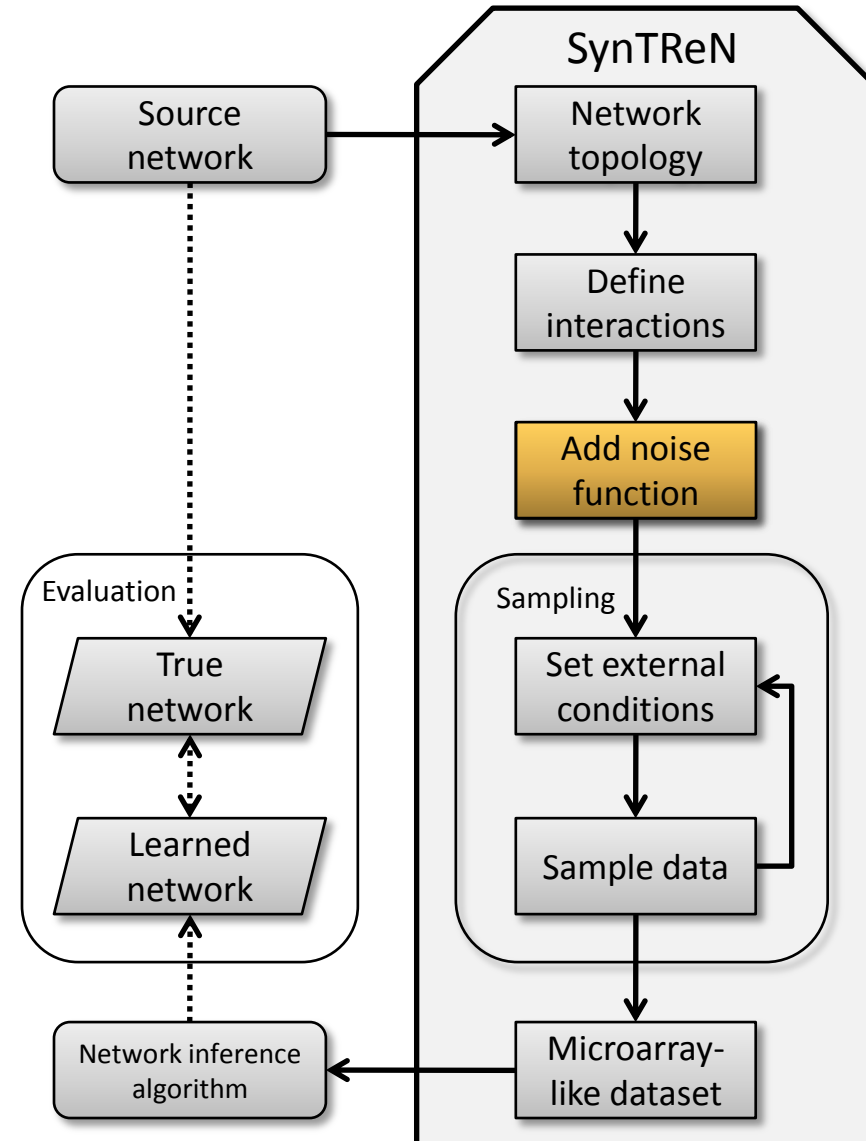 SynTReN
Source
network
Network
topology
Define
interactions
Add noise
function
Evaluation
Sampling
True
network
Set external
conditions
Learned
network
Sample data
Network inference
algorithm
Microarray-
like dataset